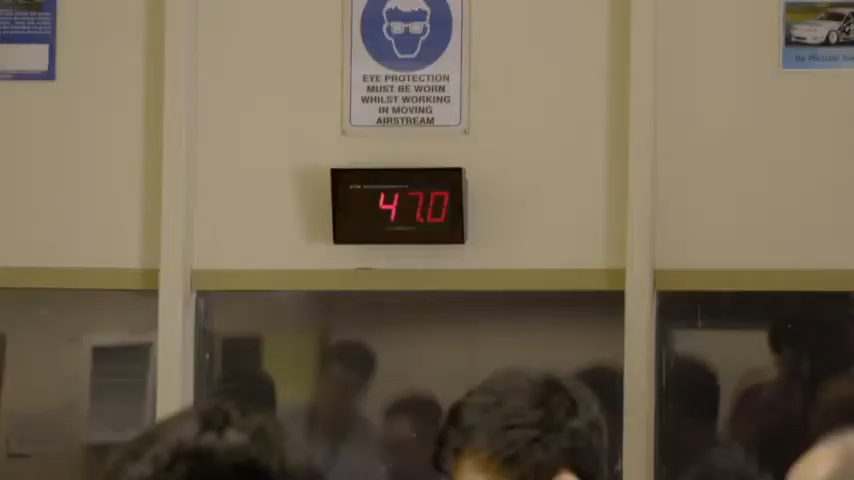 EYE PROTECTION
MUST BE WORN
WHILST WORKING
IN MOVING
AIRSTREAM
47.0